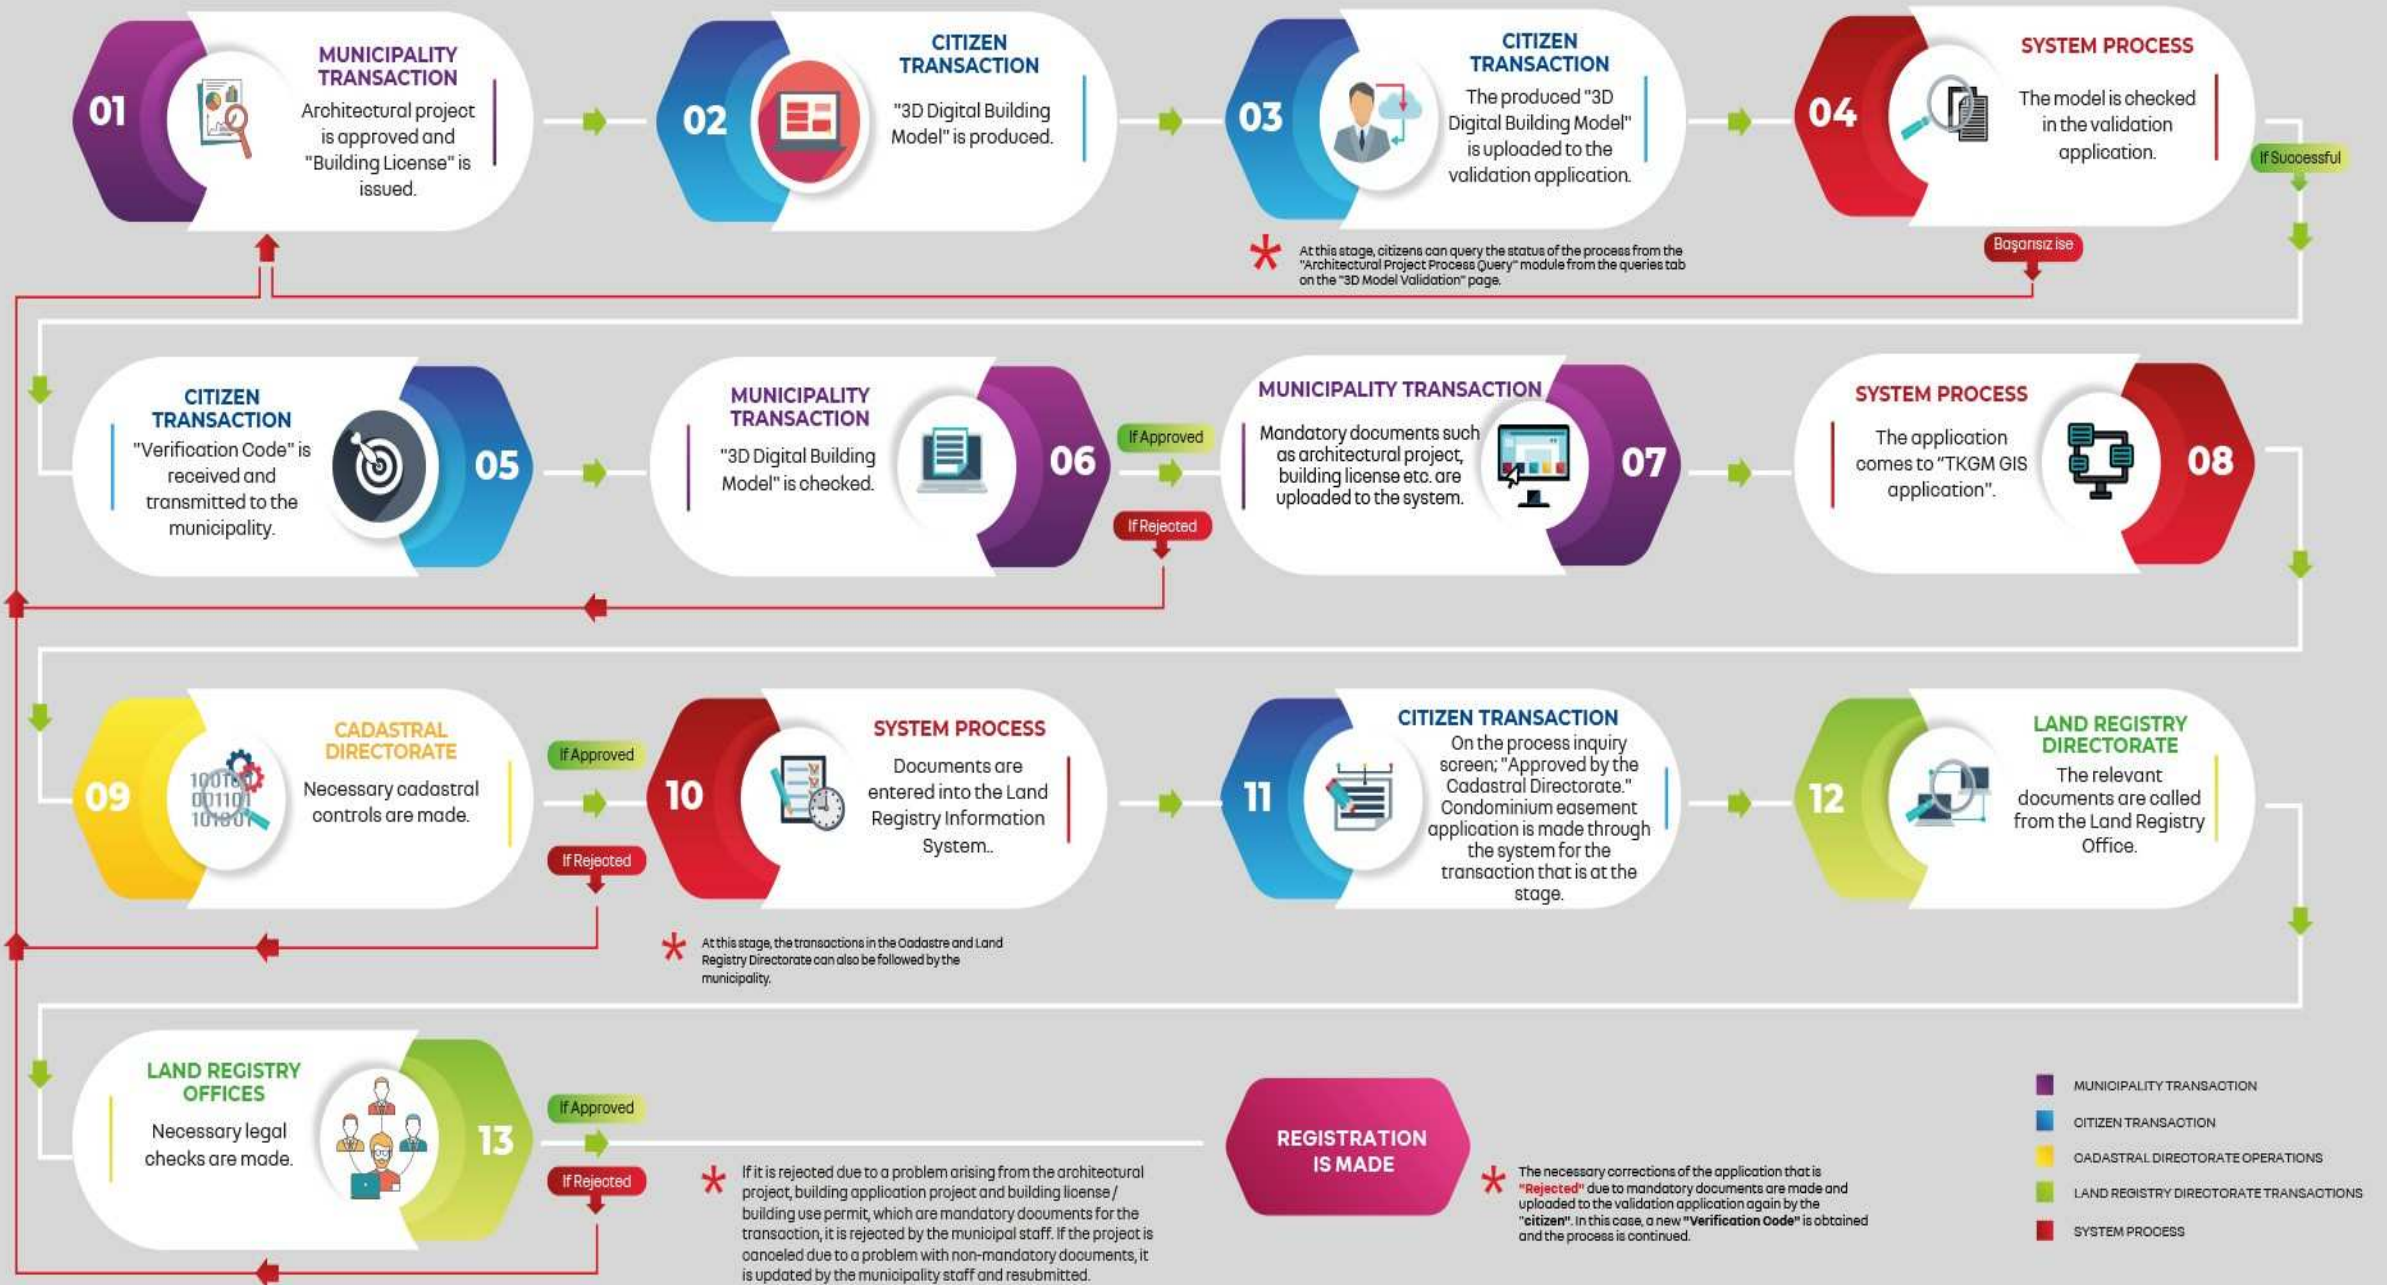 01
MUNICIPALITY
TRANSACTION
Architectural project
is approved and
"Building License" is
issued.
02
CITIZEN
TRANSACTION
"3D Digital Building
Model" is produced.
03
CITIZEN
TRANSACTION
The produced "3D
Digital Building Model"
is uploaded to the
validation application.
At this stage, citizens can query the status of the process from the
"Architectural Project Process Query" module from the queries tab
on the "3D Model Validation" page.
04
SYSTEM PROCESS
The model is checked
in the validation
application.
If Successful
Başarısız ise
CITIZEN
TRANSACTION
"Verification Code" is
received and
transmitted to the
municipality.
05
MUNICIPALITY
TRANSACTION
"3D Digital Building
Model" is checked.
06
If Approved
If Rejected
MUNICIPALITY TRANSACTION
Mandatory documents such
as architectural project,
building license etc. are
uploaded to the system.
07
SYSTEM PROCESS
The application
comes to "TKGM GIS
application".
08
09
CADASTRAL
DIRECTORATE
Necessary cadastral
controls are made.
If Approved
If Rejected
10
SYSTEM PROCESS
Documents are
entered into the Land
Registry Information
System..
At this stage, the transactions in the Cadastre and Land
Registry Directorate can also be followed by the
municipality.
11
CITIZEN TRANSACTION
On the process inquiry
screen; "Approved by the
Cadastral Directorate."
Condominium easement
application is made through
the system for the
transaction that is at the
stage.
12
LAND REGISTRY
DIRECTORATE
The relevant
documents are called
from the Land Registry
Office.
LAND REGISTRY
OFFICES
Necessary legal
checks are made.
13
If Approved
If Rejected
If it is rejected due to a problem arising from the architectural
project, building application project and building license /
building use permit, which are mandatory documents for the
transaction, it is rejected by the municipal staff. If the project is
canceled due to a problem with non-mandatory documents, it
is updated by the municipality staff and resubmitted.
REGISTRATION
IS MADE
The necessary corrections of the application that is
"Rejected" due to mandatory documents are made and
uploaded to the validation application again by the
"citizen". In this case, a new "Verification Code" is obtained
and the process is continued.
MUNICIPALITY TRANSACTION
CITIZEN TRANSACTION
CADASTRAL DIRECTORATE OPERATIONS
LAND REGISTRY DIRECTORATE TRANSACTIONS
SYSTEM PROCESS